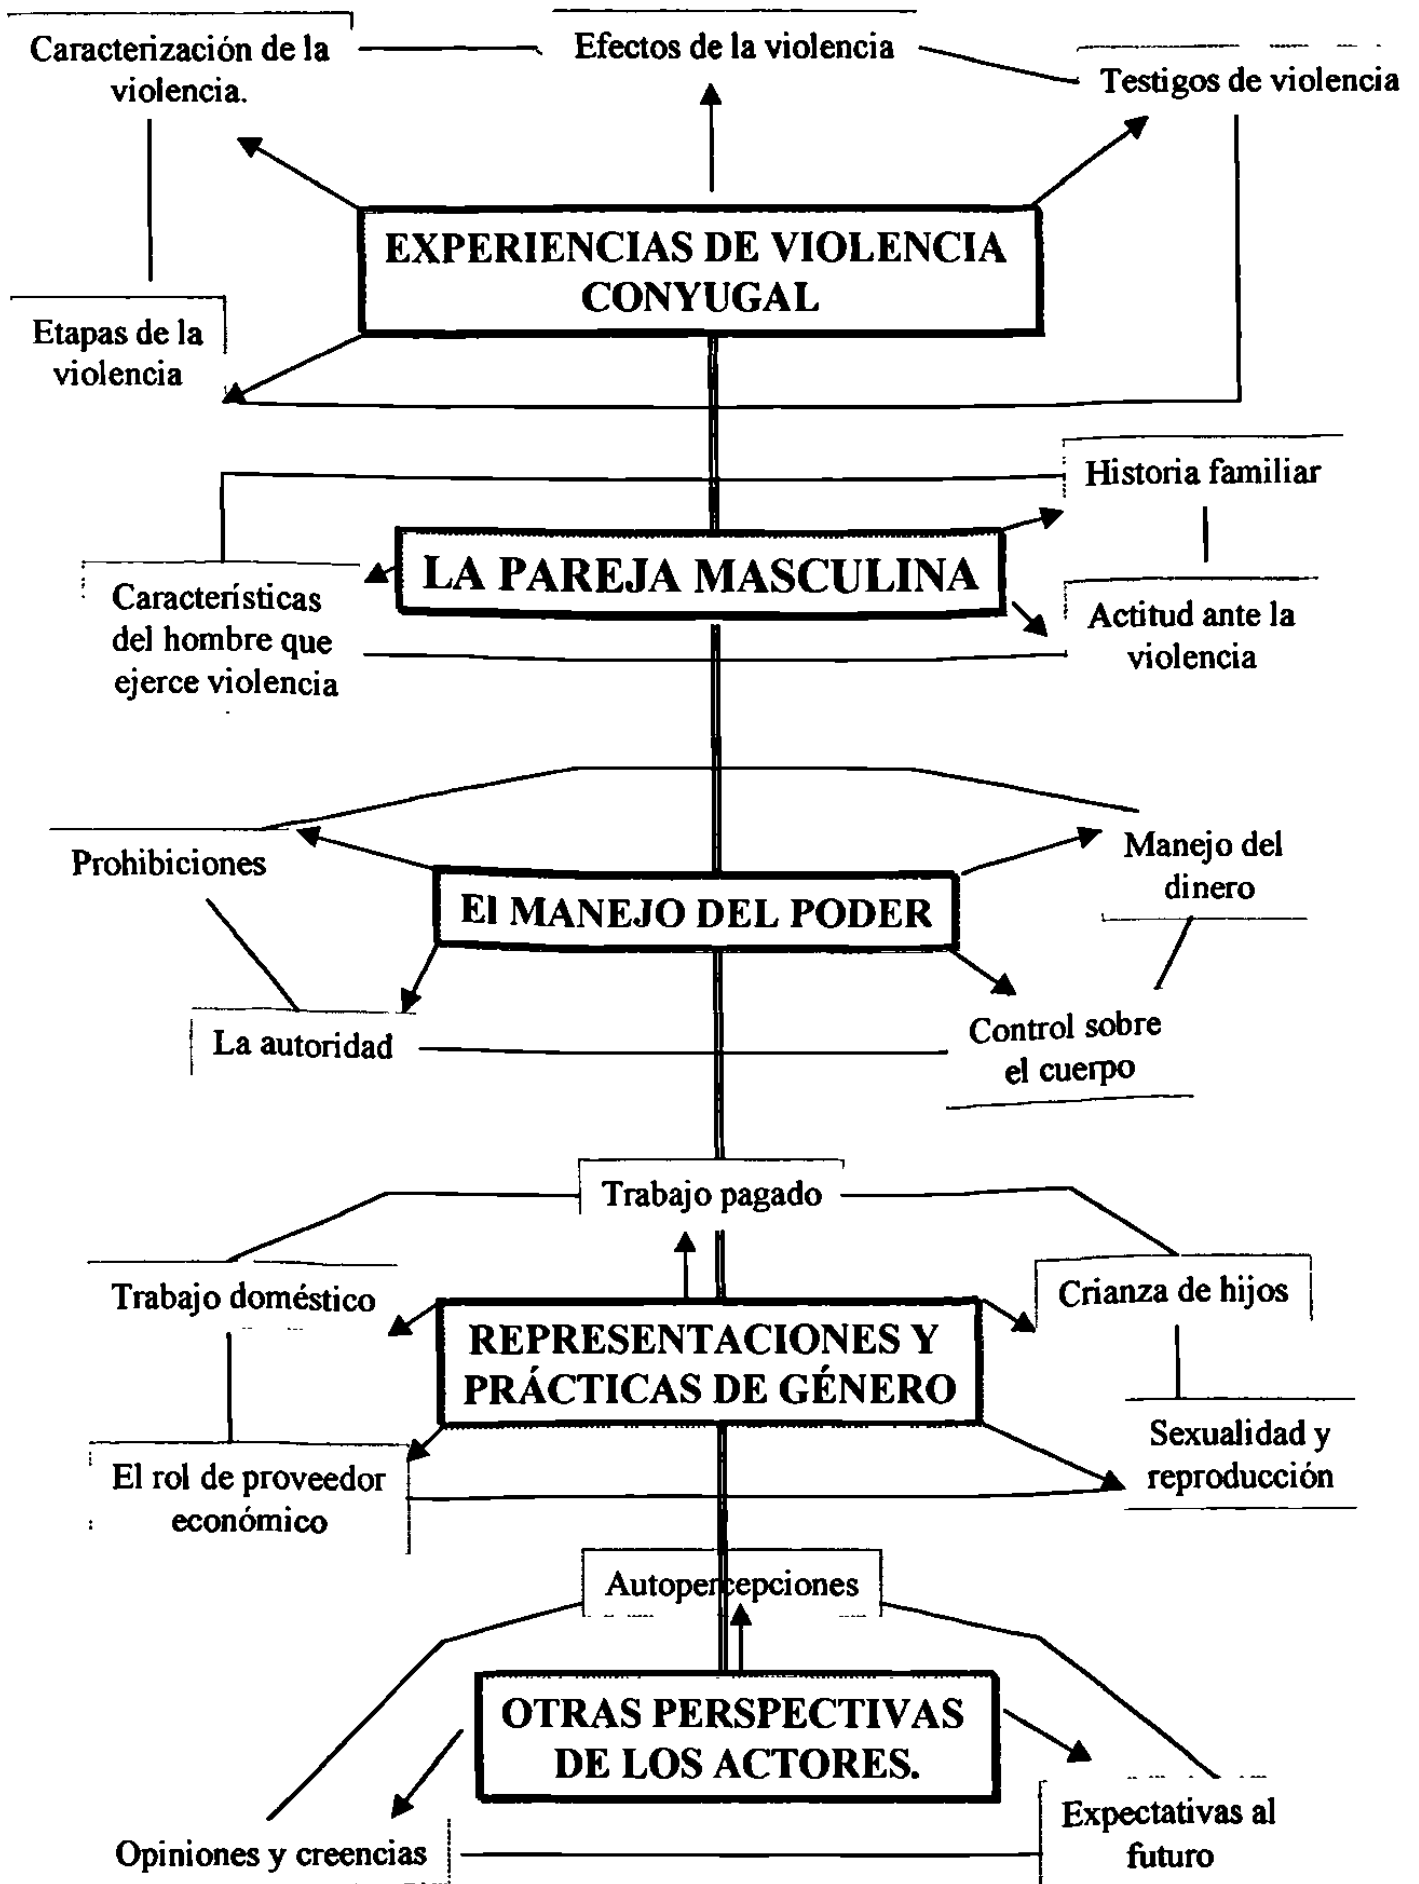 Caracterización de la
violencia.
Efectos de la violencia
Testigos de violencia
EXPERIENCIAS DE VIOLENCIA
CONYUGAL
Etapas de la
violencia
Historia familiar
LA PAREJA MASCULINA
Características
del hombre que
ejerce violencia
Actitud ante la
violencia
Prohibiciones
Manejo del
dinero
El MANEJO DEL PODER
La autoridad
Control sobre
el cuerpo
Trabajo pagado
Trabajo doméstico
Crianza de hijos
REPRESENTACIONES Y
PRÁCTICAS DE GÉNERO
El rol de proveedor
económico
Sexualidad y
reproducción
Autopercepciones
OTRAS PERSPECTIVAS
DE LOS ACTORES.
Opiniones y creencias
Expectativas al
futuro